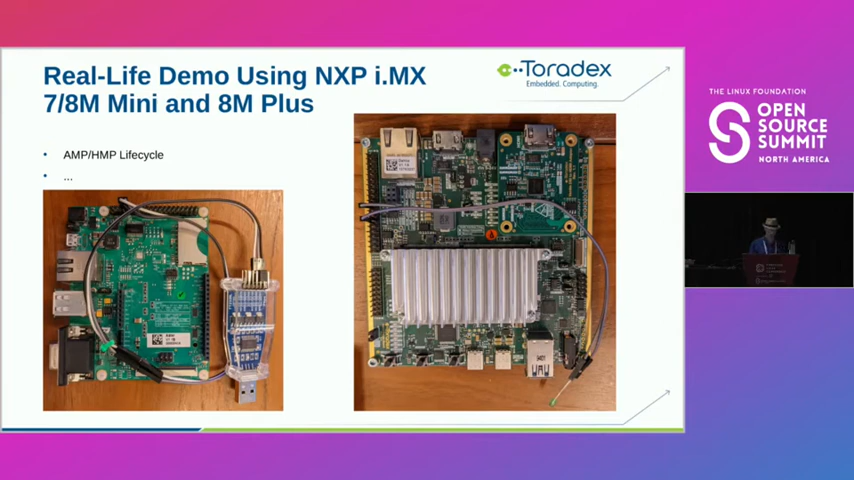 Real-Life Demo Using NXP i.MX
7/8M Mini and 8M Plus
Toradex
Embedded. Computing.
• AMP/HMP Lifecycle
• ...
THE LINUX FOUNDATION
OPEN
SOURCE
SUMMIT
NORTH AMERICA